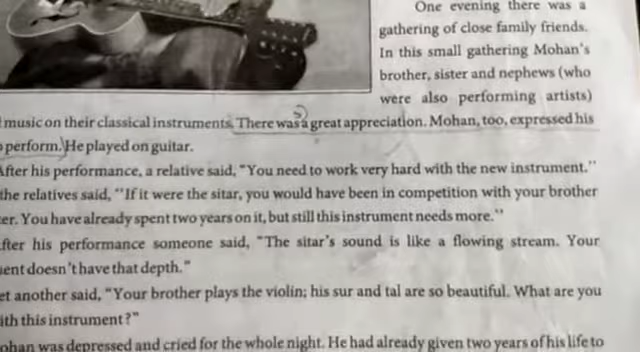 One evening there was a
gathering of close family friends.
In this small gathering Mohan's
brother, sister and nephews (who
were also performing artists)
music on their classical instruments. There was a great appreciation. Mohan, too, expressed his
perform. He played on guitar.
After his performance, a relative said, "You need to work very hard with the new instrument."
the relatives said, "If it were the sitar, you would have been in competition with your brother
er. You have already spent two years on it, but still this instrument needs more."
fter his performance someone said, "The sitar's sound is like a flowing stream. Your
ent doesn't have that depth."
et another said, "Your brother plays the violin; his sur and tal are so beautiful. What are you
ith this instrument?"
ohan was depressed and cried for the whole night. He had already given two years of his life to